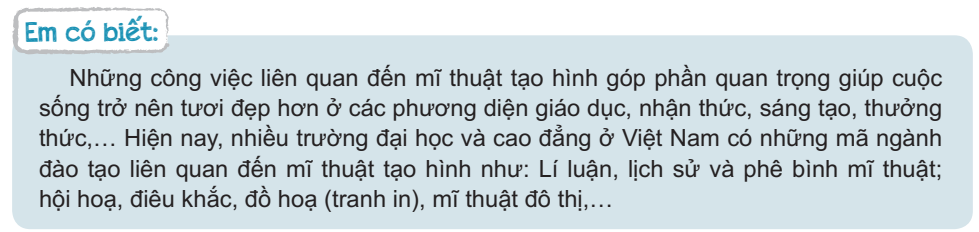 Em có biết:
Những công việc liên quan đến mĩ thuật tạo hình góp phần quan trọng giúp cuộc
sống trở nên tươi đẹp hơn ở các phương diện giáo dục, nhận thức, sáng tạo, thưởng
thức,... Hiện nay, nhiều trường đại học và cao đẳng ở Việt Nam có những mã ngành
đào tạo liên quan đến mĩ thuật tạo hình như: Lí luận, lịch sử và phê bình mĩ thuật;
hội hoạ, điêu khắc, đồ hoạ (tranh in), mĩ thuật đô thị,...